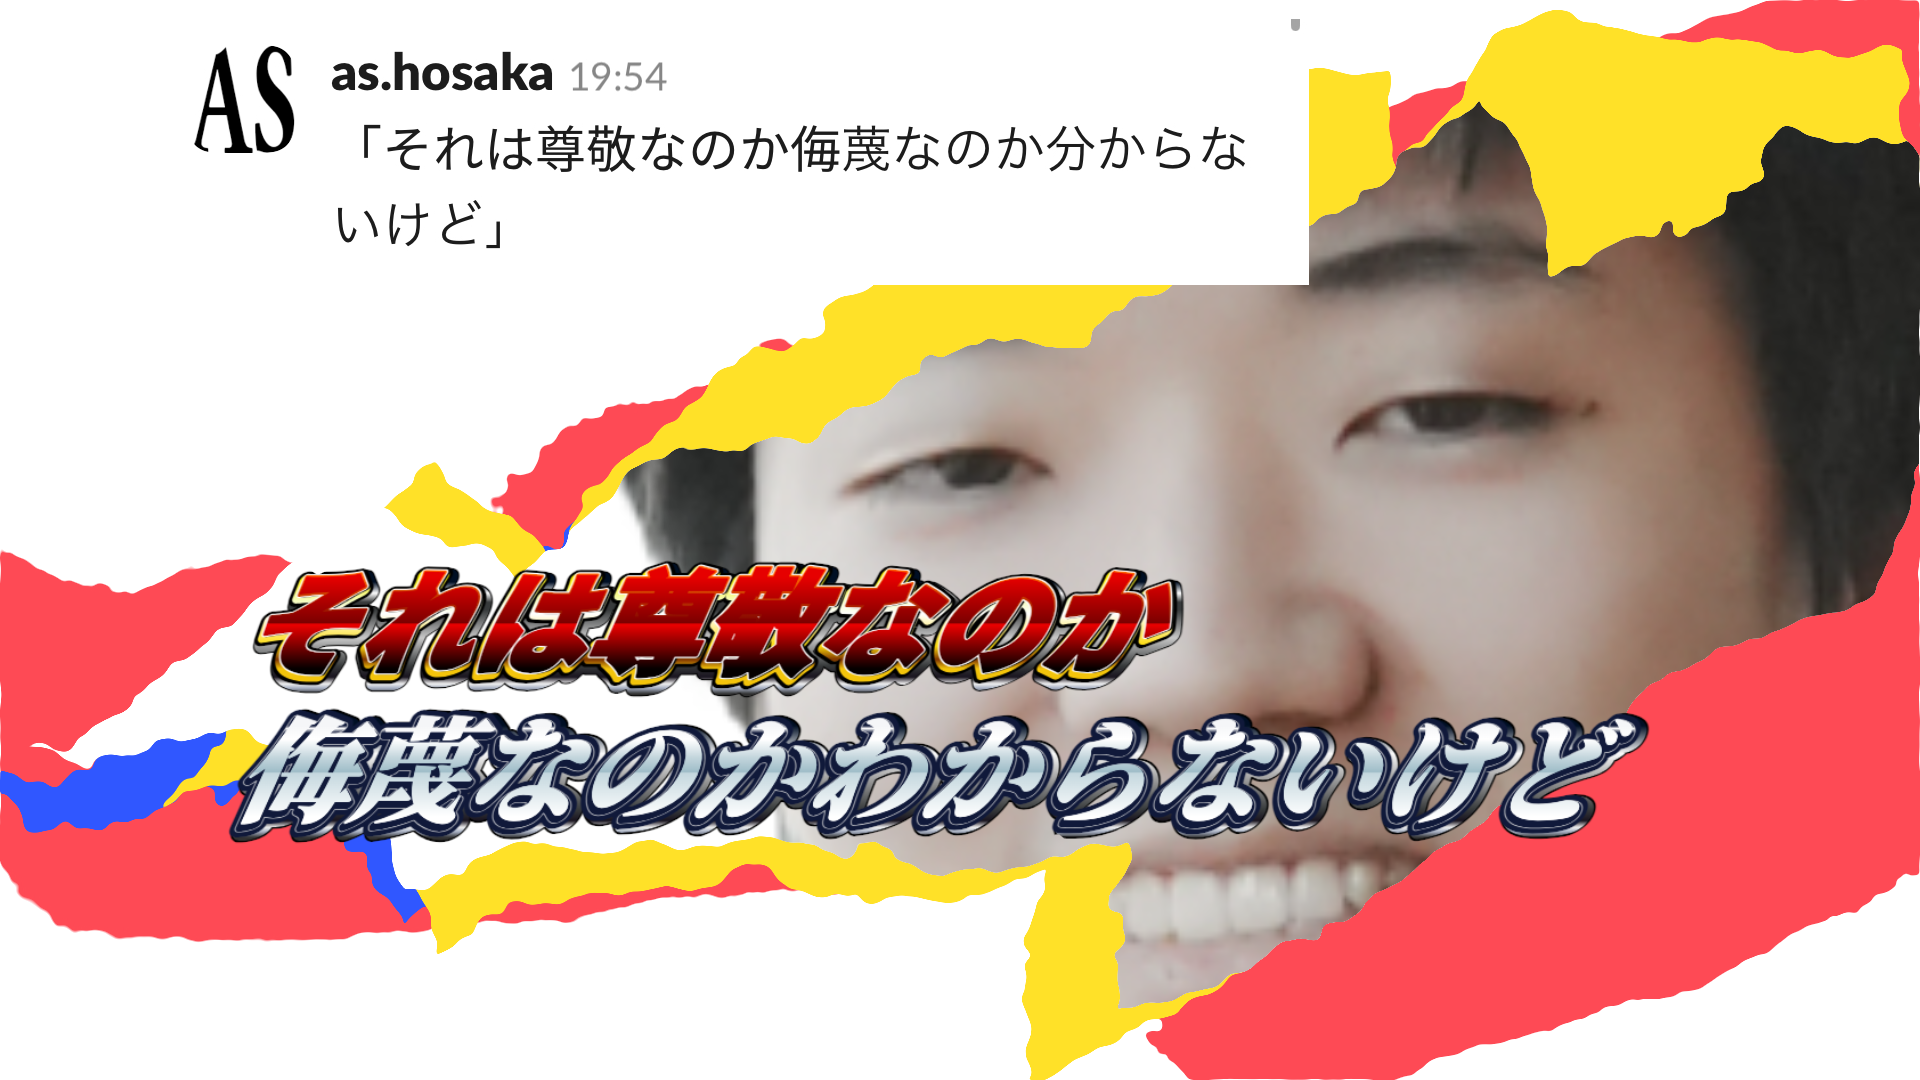 AS
as.hosaka 19:54
「それは尊敬なのか侮蔑なのか分からな
いけど」
それは尊敬なのか
侮蔑なのかわからないけど